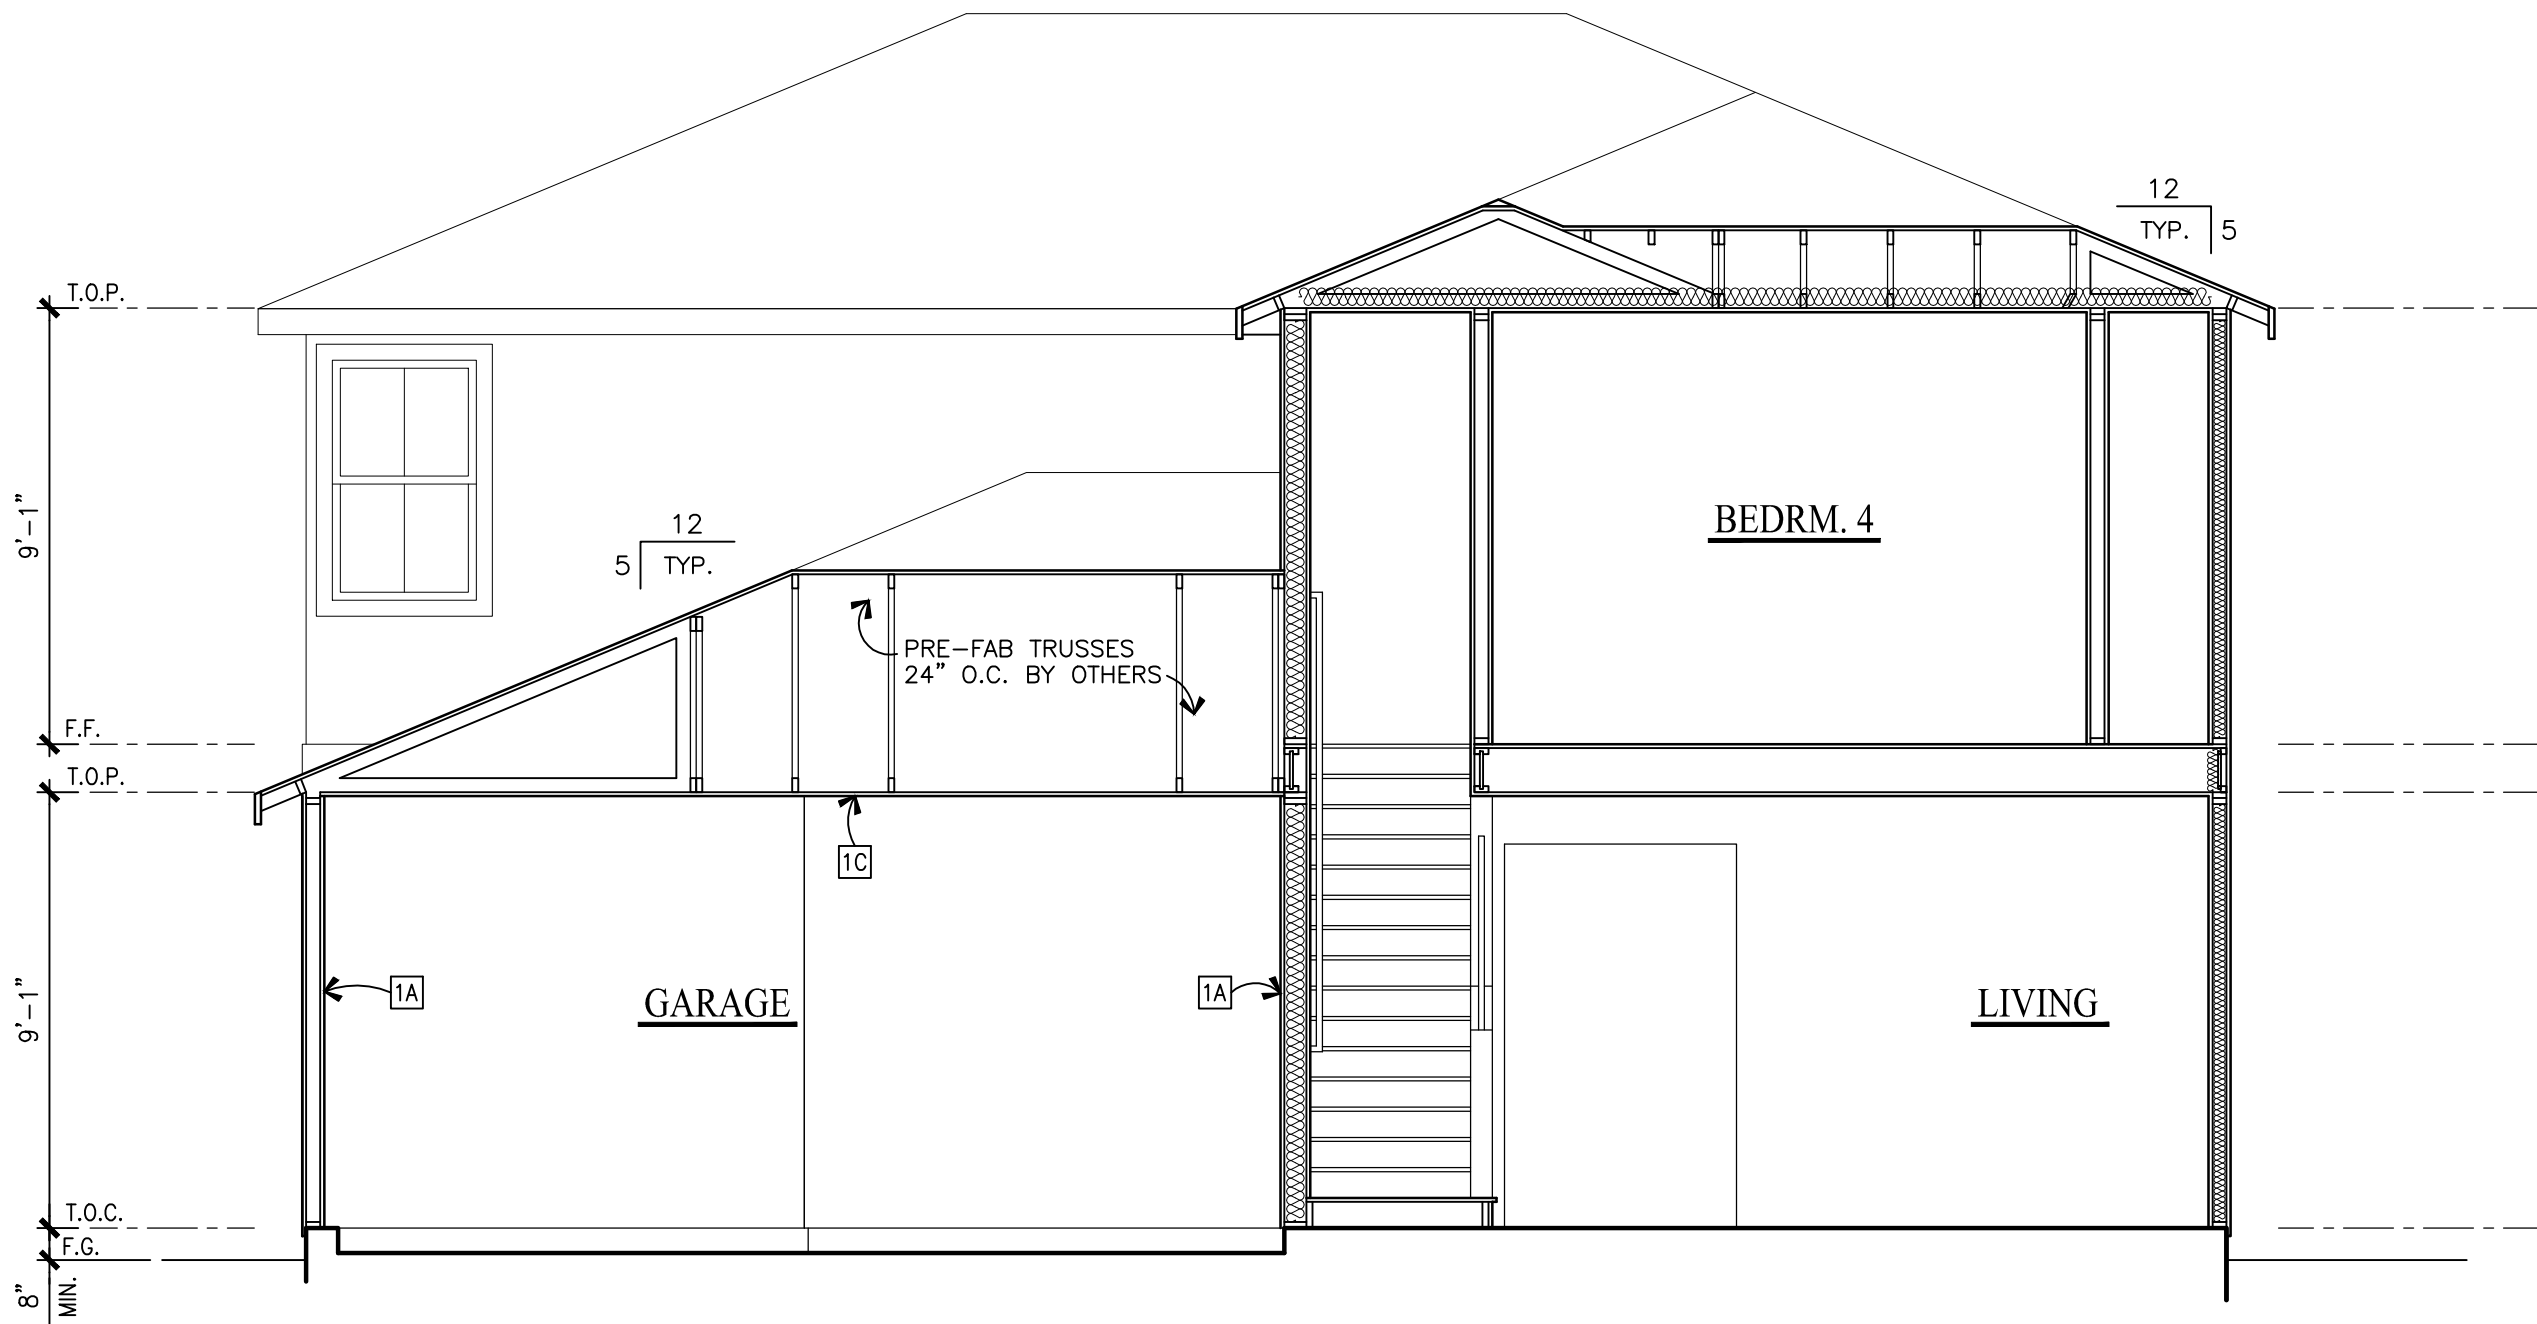 12
TYP. 5
T.O.P.
9'-1"
12
5 TYP.
BEDRM. 4
PRE-FAB TRUSSES
24" O.C. BY OTHERS
F.F.
T.O.P.
1C
9'-1"
1A
GARAGE
1A
LIVING
T.O.C.
F.G.
8"
MIN.